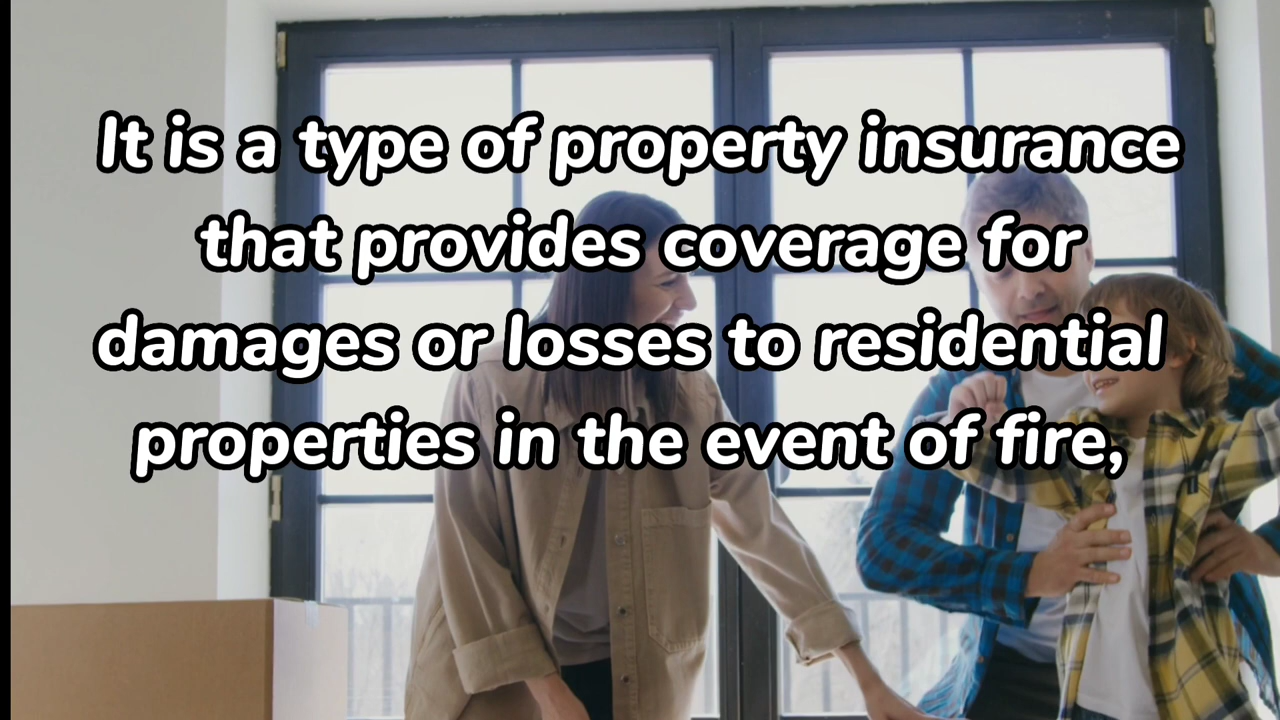 It is a type of property insurance
that provides coverage for
damages or losses to residential
properties in the event of fire,